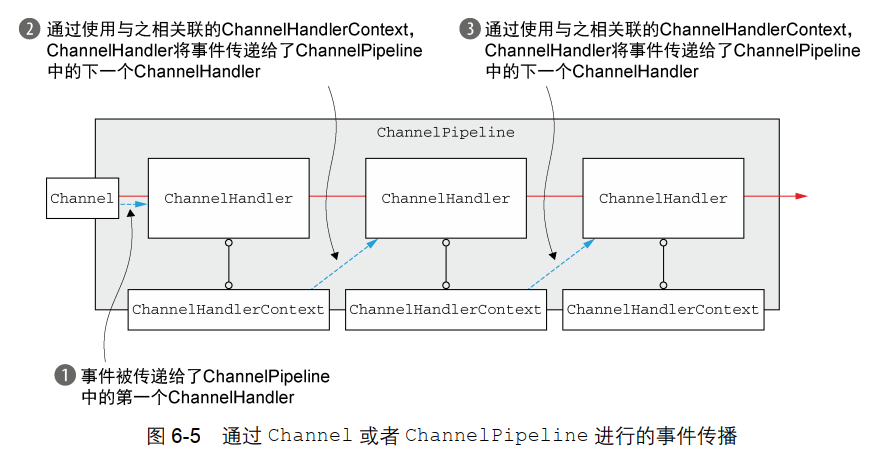 2 通过使用与之相关联的ChannelHandlerContext,
ChannelHandler将事件传递给了ChannelPipeline
中的下一个ChannelHandler
3 通过使用与之相关联的ChannelHandlerContext,
ChannelHandler将事件传递给了ChannelPipeline
中的下一个ChannelHandler
ChannelPipeline
Channel
ChannelHandler
ChannelHandler
ChannelHandler
ChannelHandlerContext
ChannelHandlerContext
ChannelHandlerContext
1 事件被传递给了ChannelPipeline
中的第一个ChannelHandler
图 6-5 通过 Channel 或者 ChannelPipeline 进行的事件传播